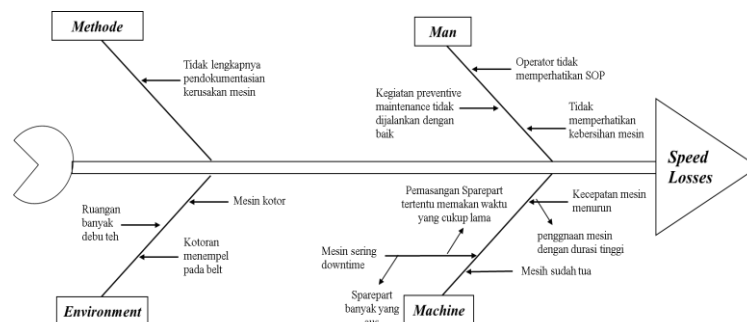 Methode
Man
Tidak lengkapnya
pendokumentasian
kerusakan mesin
Operator tidak
memperhatikan SOP
Kegiatan preventive
maintenance tidak
dijalankan dengan
baik
Tidak
memperhatikan
kebersihan mesin
Speed
Losses
Mesin kotor
Ruangan
banyak
debu teh
Kotoran
menempel
pada belt
Pemasangan Sparepart
tertentu memakan waktu
yang cukup lama
Kecepatan mesin
menurun
penggnaan mesin
dengan durasi tinggi
Mesin sering
downtime
Mesih sudah tua
Sparepart
banyak yang
Environment
Machine